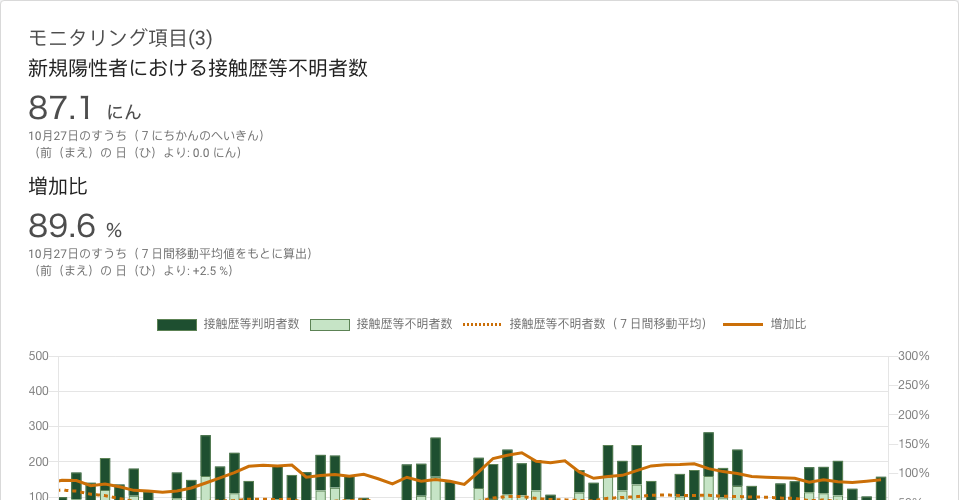 モニタリング項目(3)
新規陽性者における接触歴等不明者数
87.1 にん
10月27日のすうち（７にちかんのへいきん）
（前（まえ）の 日（ひ）より: 0.0 にん）
増加比
89.6 %
10月27日のすうち（７日間移動平均値をもとに算出）
（前（まえ）の 日（ひ）より: +2.5 %）
接触歴等判明者数 接触歴等不明者数 接触歴等不明者数（７日間移動平均） 増加比
500 300%
250%
400
200%
300
150%
200
100%
100